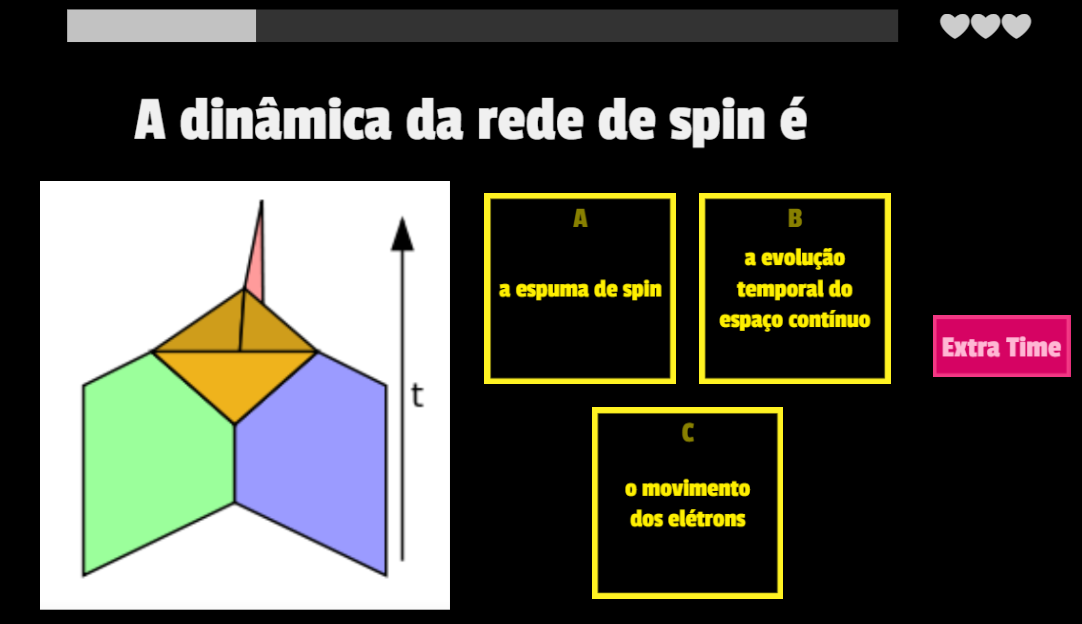 A dinâmica da rede de spin é
t
A
a espuma de spin
B
a evolução
temporal do
espaço contínuo
C
o movimento
dos elétrons
Extra Time